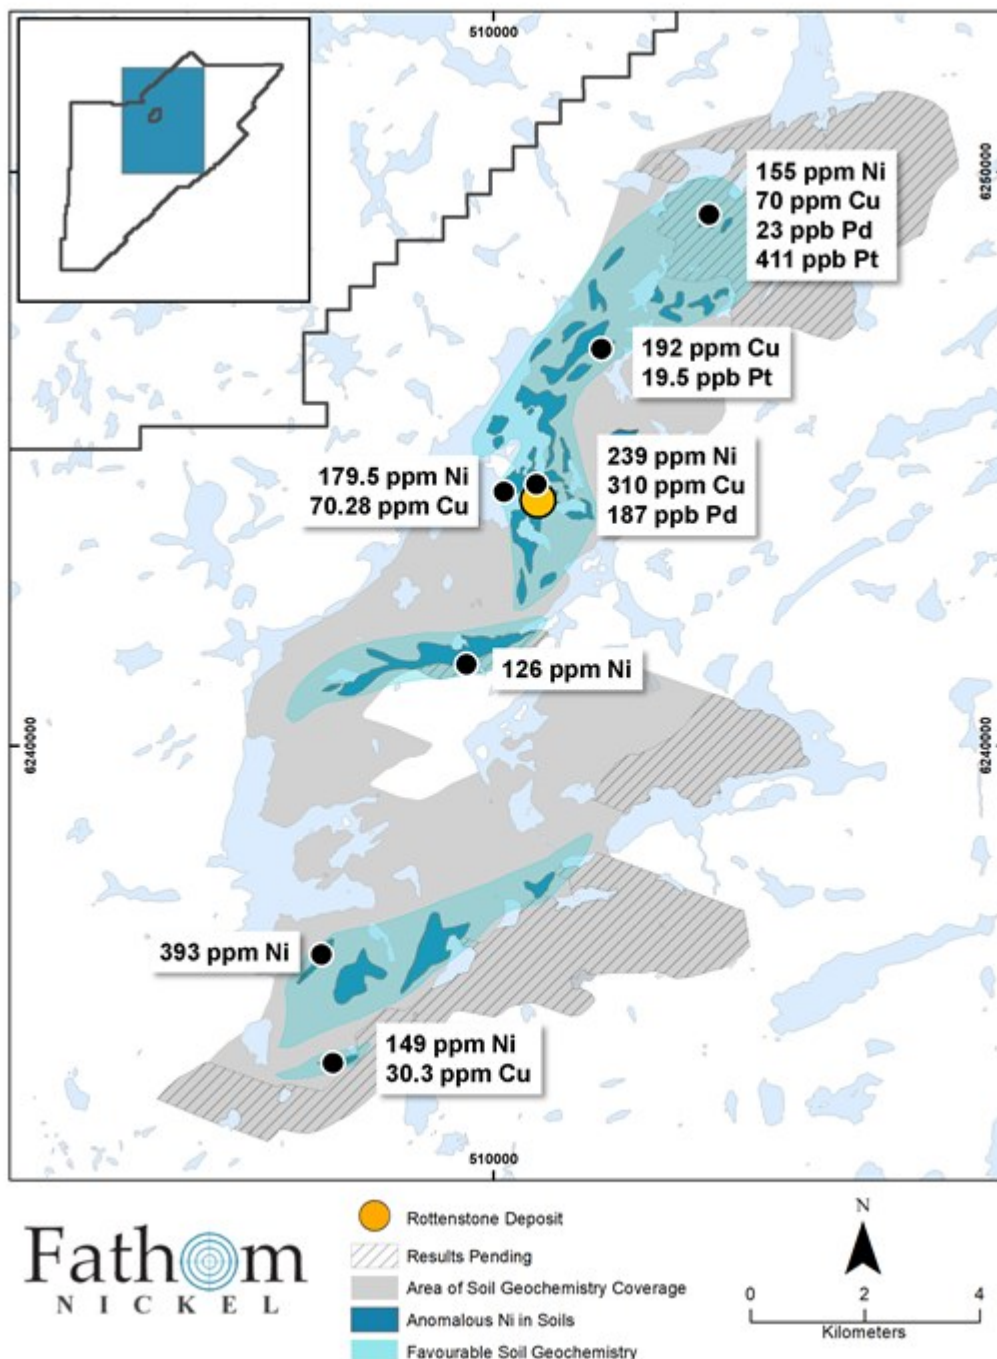 510000
6250000
6250000
155 ppm Ni
70 ppm Cu
23 ppb Pd
411 ppb Pt
192 ppm Cu
19.5 ppb Pt
179.5 ppm Ni
70.28 ppm Cu
239 ppm Ni
310 ppm Cu
187 ppb Pd
126 ppm Ni
6240000
6240000
393 ppm Ni
149 ppm Ni
30.3 ppm Cu
510000
Fathom
NICKEL
Rottenstone Deposit
Results Pending
Area of Soil Geochemistry Coverage
Anomalous Ni in Soils
Favourable Soil Geochemistry
N
0 2 4
Kilometers